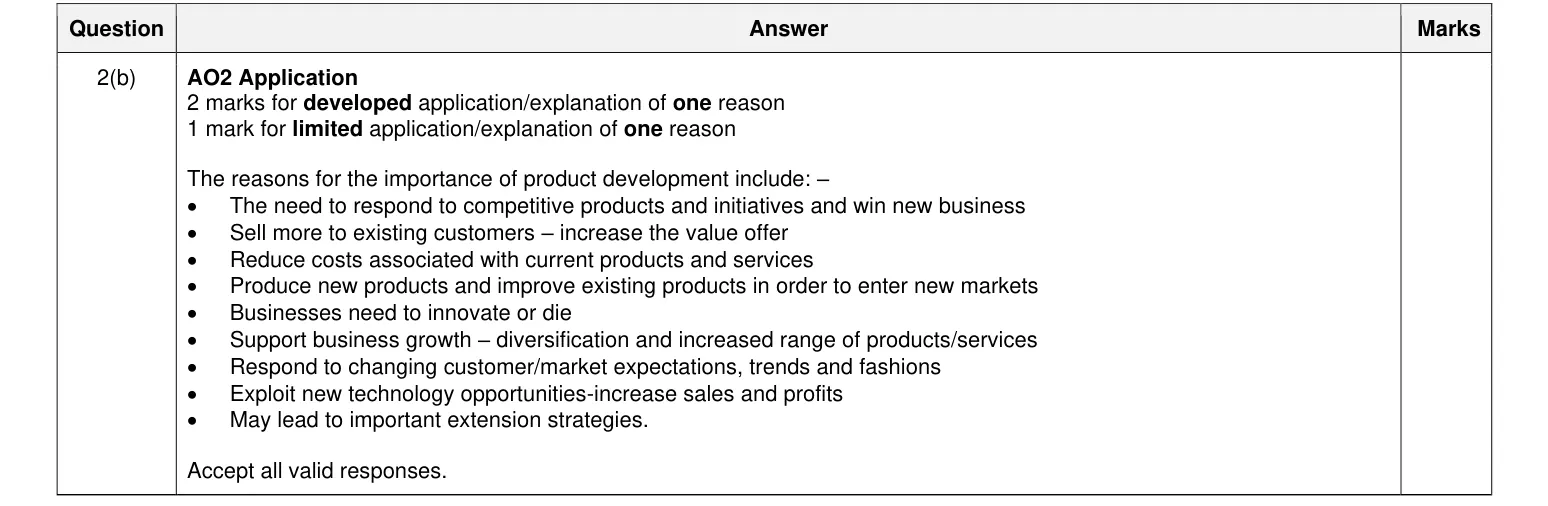 Question Answer Marks
2(b) AO2 Application
2 marks for developed application/explanation of one reason
1 mark for limited application/explanation of one reason
The reasons for the importance of product development include: –
• The need to respond to competitive products and initiatives and win new business
• Sell more to existing customers – increase the value offer
• Reduce costs associated with current products and services
• Produce new products and improve existing products in order to enter new markets
• Businesses need to innovate or die
• Support business growth – diversification and increased range of products/services
• Respond to changing customer/market expectations, trends and fashions
• Exploit new technology opportunities-increase sales and profits
• May lead to important extension strategies.
Accept all valid responses.